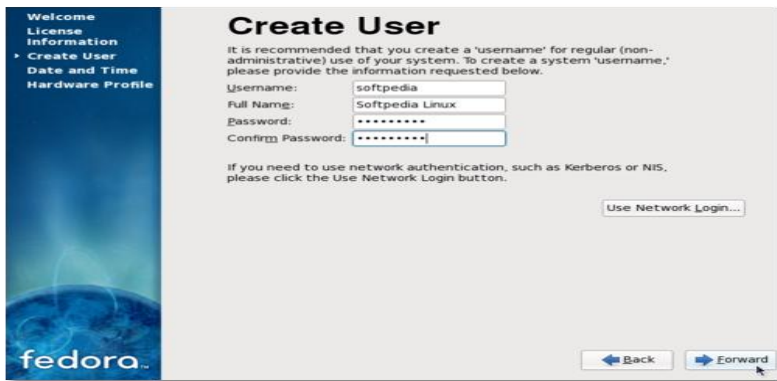 Welcome
License
Information
Create User
Date and Time
Hardware Profile
Create User
It is recommended that you create a 'username' for regular (non-
administrative) use of your system. To create a system 'username,'
please provide the information requested
below.
Username: softpedia
Full Name: Softpedia Linux
Password: •••••••••
Confirm Password: •••••••••
If you need to use network authentication, such as Kerberos or NIS,
please click the Use Network Login button.
Use Network Login...
fedora™
Back
Forward